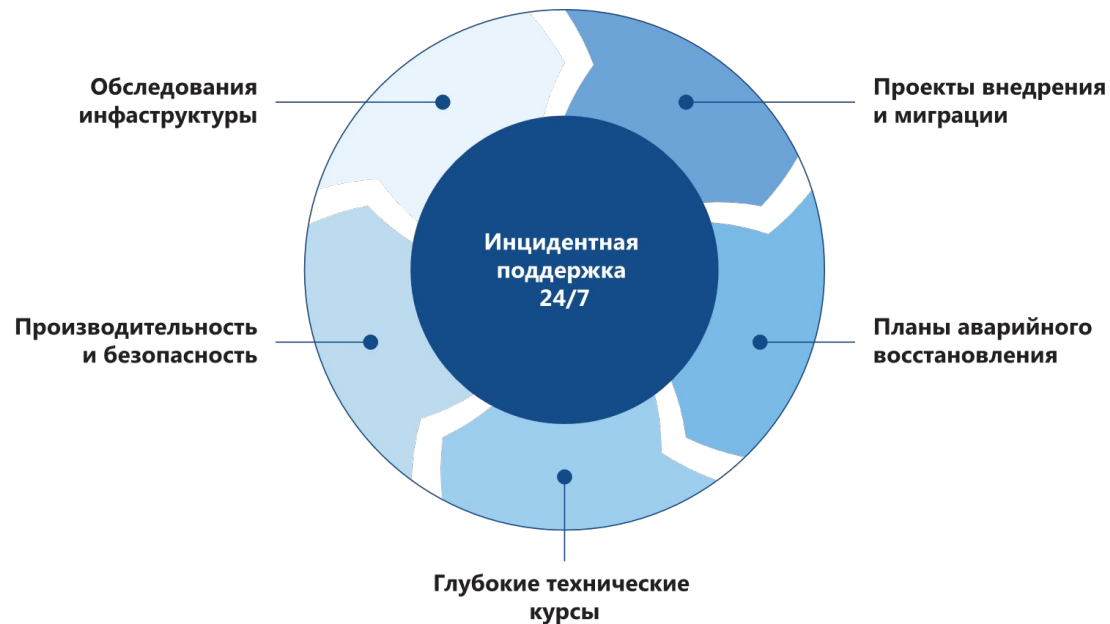 Обследования
инфаструктуры
Проекты внедрения
и миграции
Инцидентная
поддержка
24/7
Производительность
и безопасность
Планы аварийного
восстановления
Глубокие технические
курсы